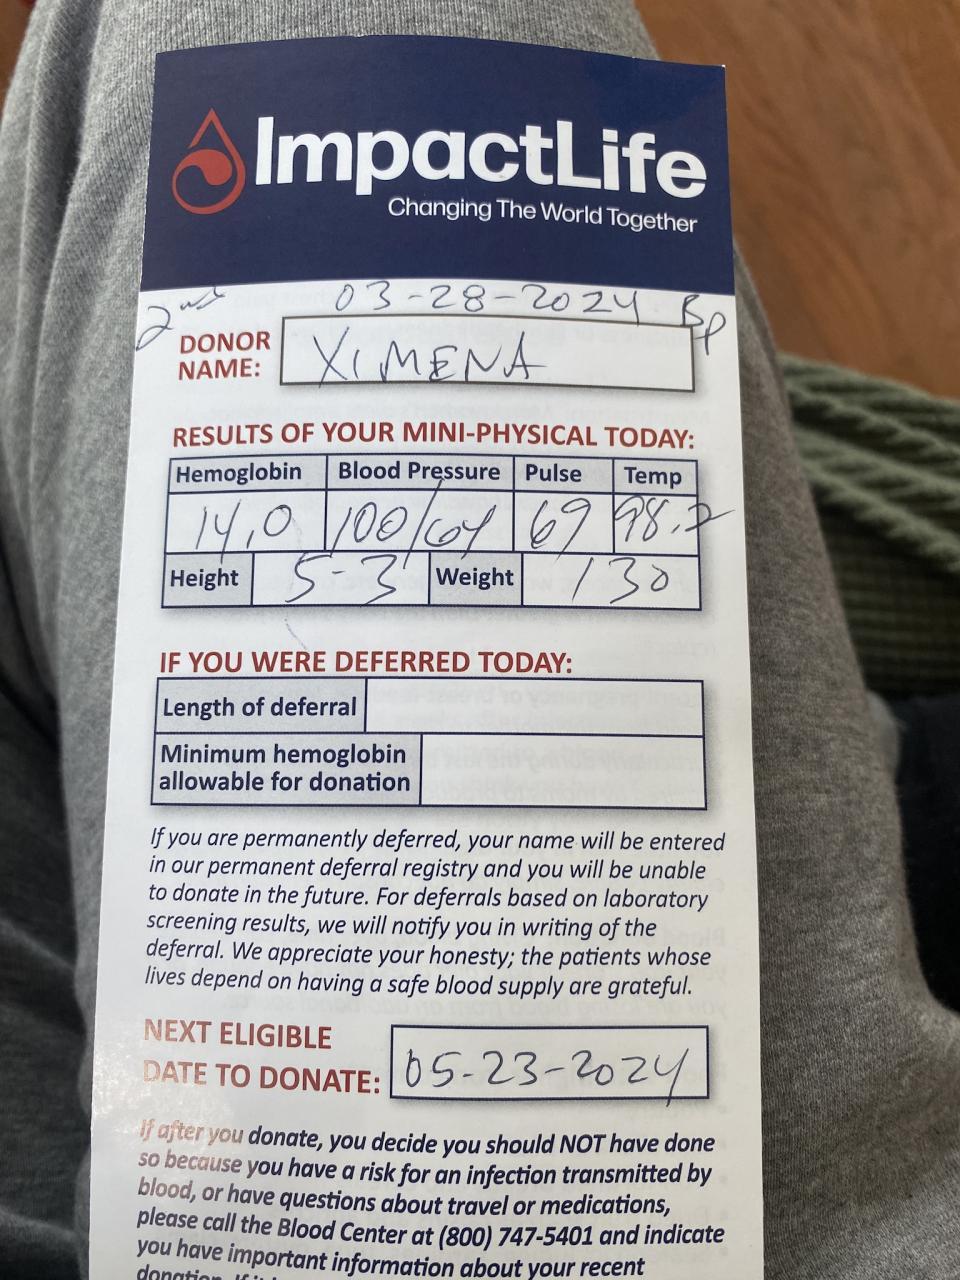 ImpactLife
Changing The World Together
2nd 03-28-2024 Bp
DONOR NAME: XIMENA
RESULTS OF YOUR MINI-PHYSICAL TODAY:
Hemoglobin Blood Pressure Pulse Temp
14.0 100/64 69 98.2
Height 5-3 Weight 130
IF YOU WERE DEFERRED TODAY:
Length of deferral
Minimum hemoglobin
allowable for donation
If you are permanently deferred, your name will be entered
in our permanent deferral registry and you will be unable
to donate in the future. For deferrals based on laboratory
screening results, we will notify you in writing of the
deferral. We appreciate your honesty; the patients whose
lives depend on having a safe blood supply are grateful.
NEXT ELIGIBLE
DATE TO DONATE: 05-23-2024
If after you donate, you decide you should NOT have done
so because you have a risk for an infection transmitted by
blood, or have questions about travel or medications,
please call the Blood Center at (800) 747-5401 and indicate
you have important information about your recent
donation.